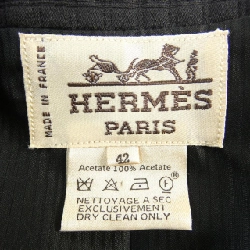 MADE IN FRANCE
HERMÈS
PARIS
42
Acetate 100% Acetate
NETTOYAGE A SEC
EXCLUSIVEMENT
DRY CLEAN ONLY